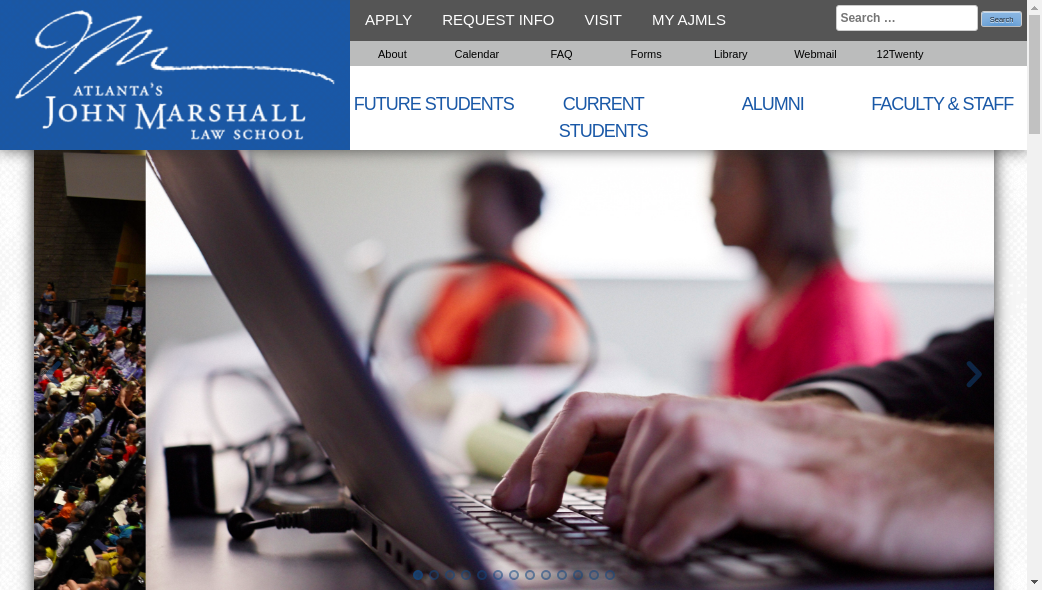 APPLY REQUEST INFO VISIT MY AJMLS Search … Search
About Calendar FAQ Forms Library Webmail 12Twenty
JM
ATLANTA'S
JOHN MARSHALL
LAW SCHOOL
FUTURE STUDENTS CURRENT STUDENTS ALUMNI FACULTY & STAFF